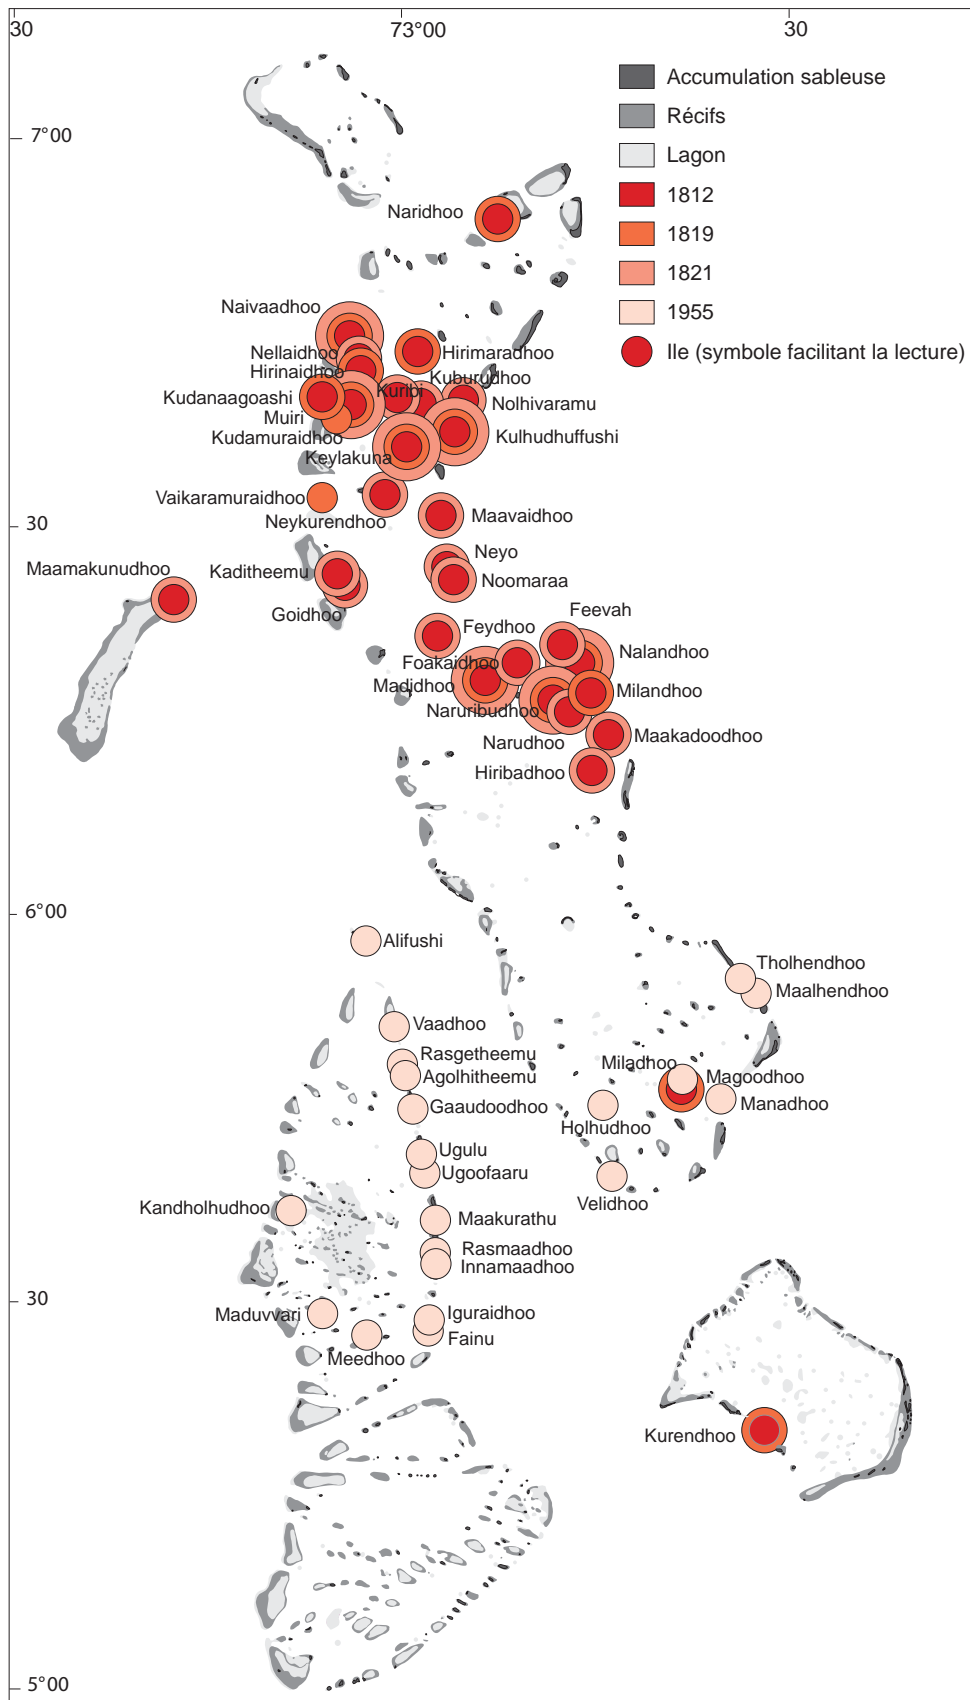 30
73°00
30
Accumulation sableuse
Récifs
7°00
Lagon
1812
Naridhoo
1819
1821
Naivaadhoo
1955
Nellaidhoo
Hirimaradhoo
Ile (symbole facilitant la lecture)
Hirinaidhoo
Kuburudhoo
Kuribi
Kudanaagoashi
Nolhivaramu
Muiri
Kudamuraidhoo
Kulhudhuffushi
Keylakuna
Vaikaramuraidhoo
Neykurendhoo
Maavaidhoo
30
Neyo
Maamakunudhoo
Kaditheemu
Noomaraa
Goidhoo
Feevah
Feydhoo
Foakaidhoo
Nalandhoo
Madidhoo
Milandhoo
Naruribudhoo
Narudhoo
Maakadoodhoo
Hiribadhoo
6°00
Alifushi
Tholhendhoo
Maalhendhoo
Vaadhoo
Rasgetheemu
Miladhoo
Agolhitheemu
Magoodhoo
Gaaudoodhoo
Manadhoo
Holhudhoo
Ugulu
Ugoofaaru
Velidhoo
Kandholhudhoo
Maakurathu
Rasmaadhoo
Innamaadhoo
30
Maduvvari
Iguraidhoo
Fainu
Meedhoo
Kurendhoo
5°00